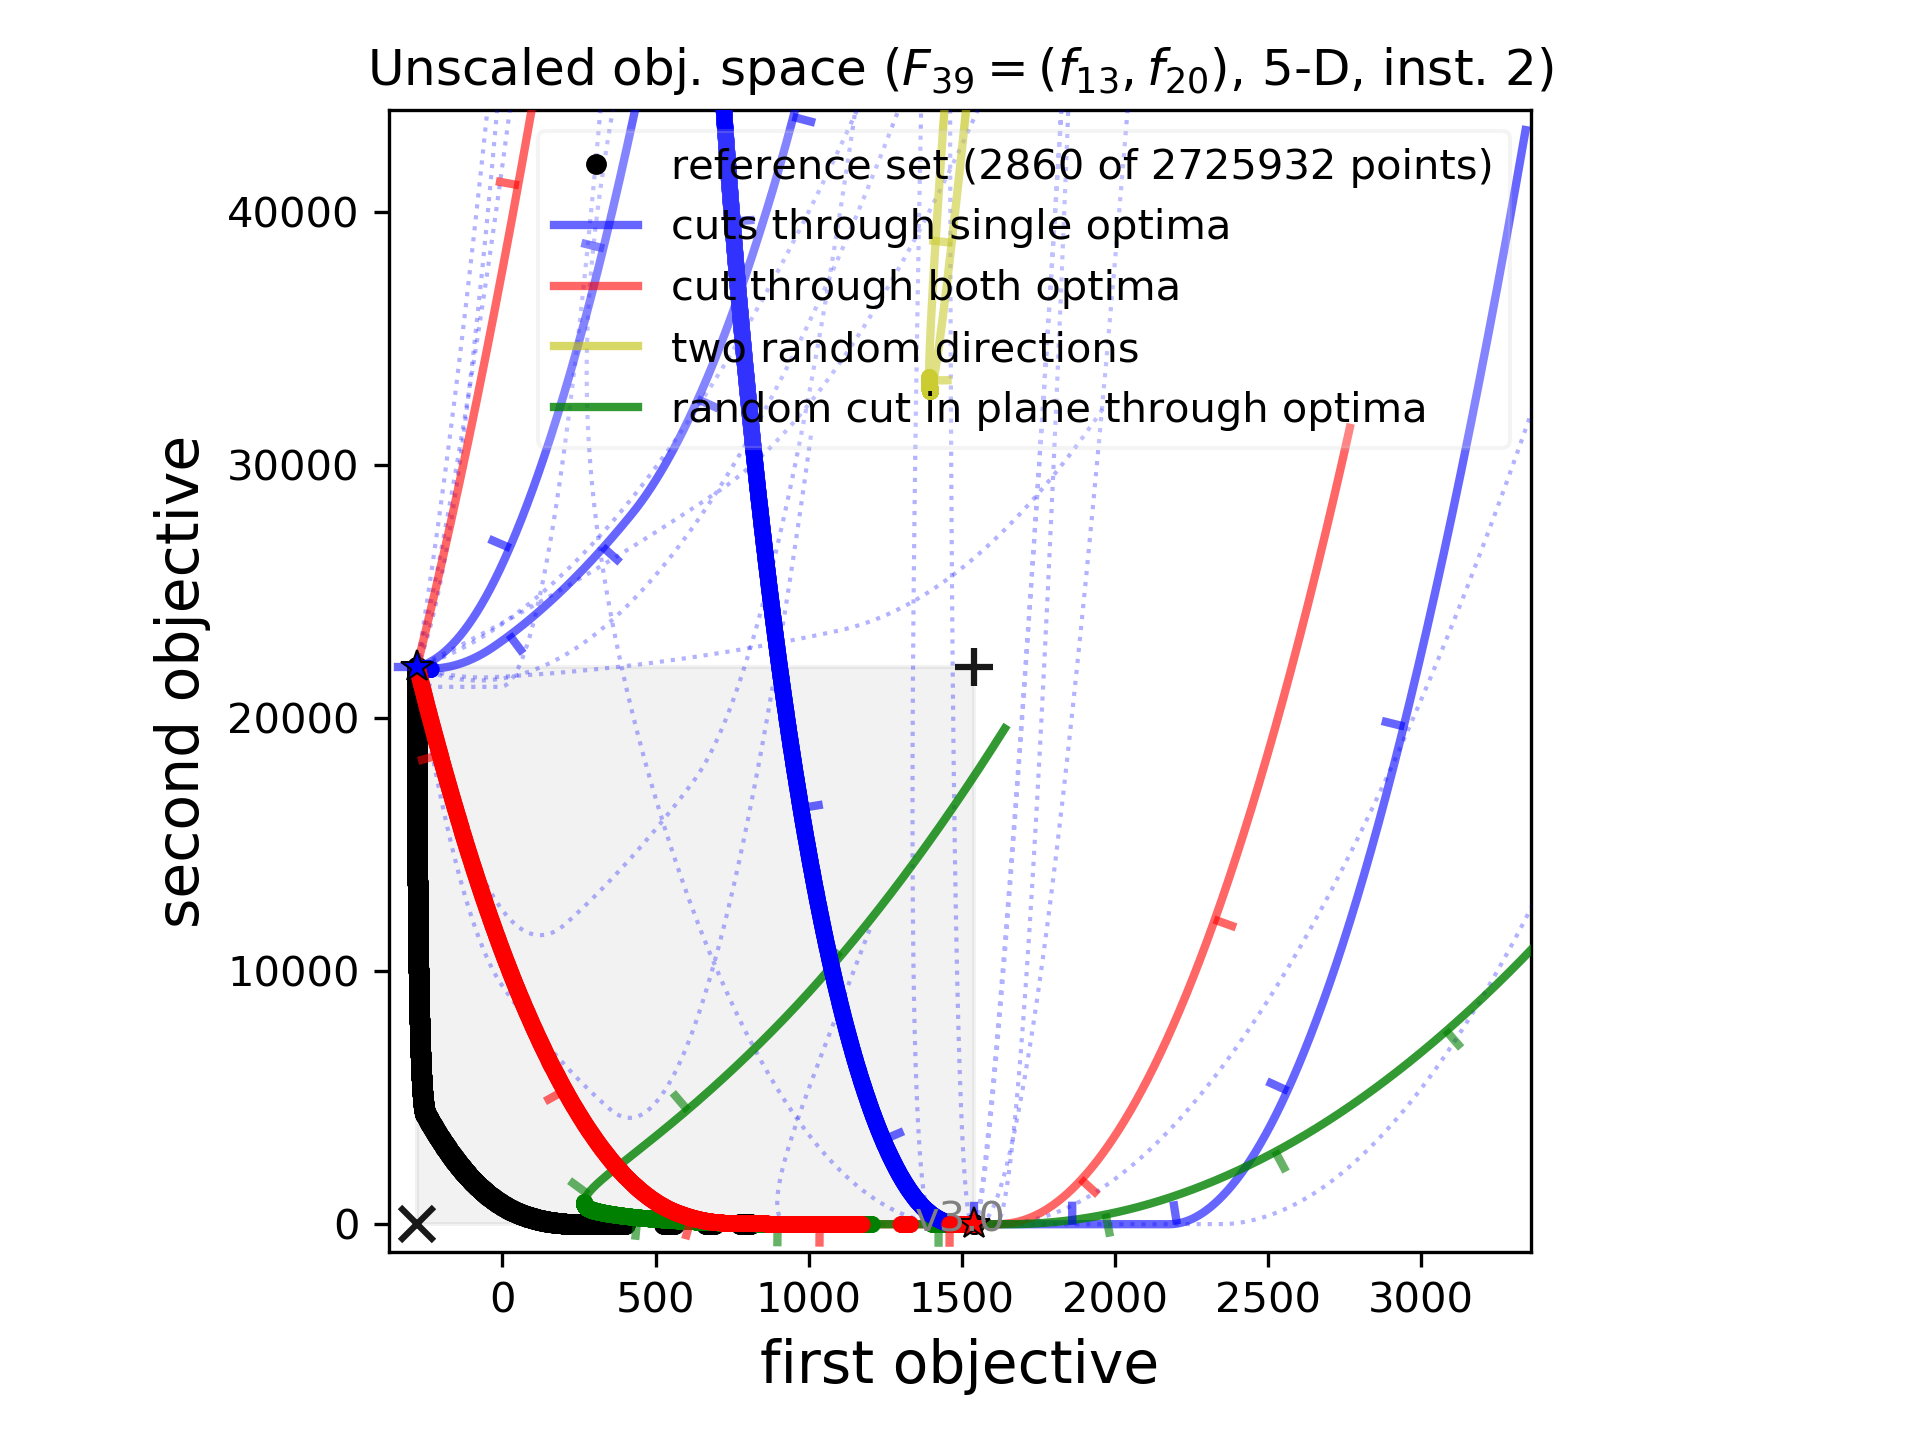 Unscaled obj. space (F₃₉ = (f₁₃, f₂₀), 5-D, inst. 2)
reference set (2860 of 2725932 points)
cuts through single optima
cut through both optima
two random directions
random cut in plane through optima
second objective
40000
30000
20000
10000
0
v3.0
0 500 1000 1500 2000 2500 3000
first objective